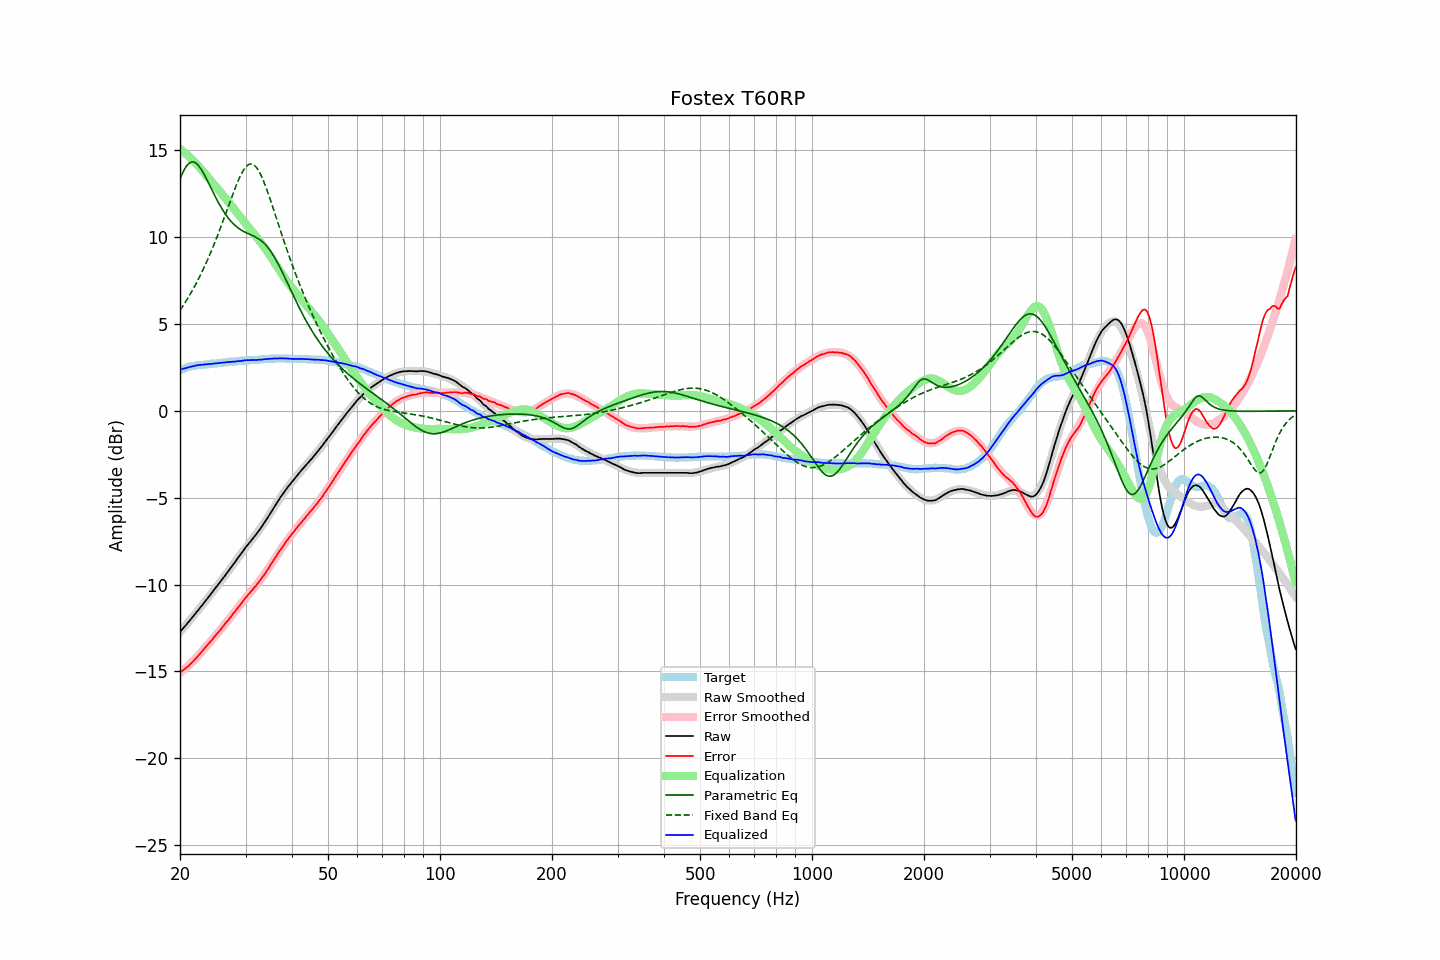 Fostex T60RP
15
10
5
0
−5
−10
−15
−20
−25
Amplitude (dBr)
20
50
100
200
500
1000
2000
5000
10000
20000
Frequency (Hz)
Target
Raw Smoothed
Error Smoothed
Raw
Error
Equalization
Parametric Eq
Fixed Band Eq
Equalized